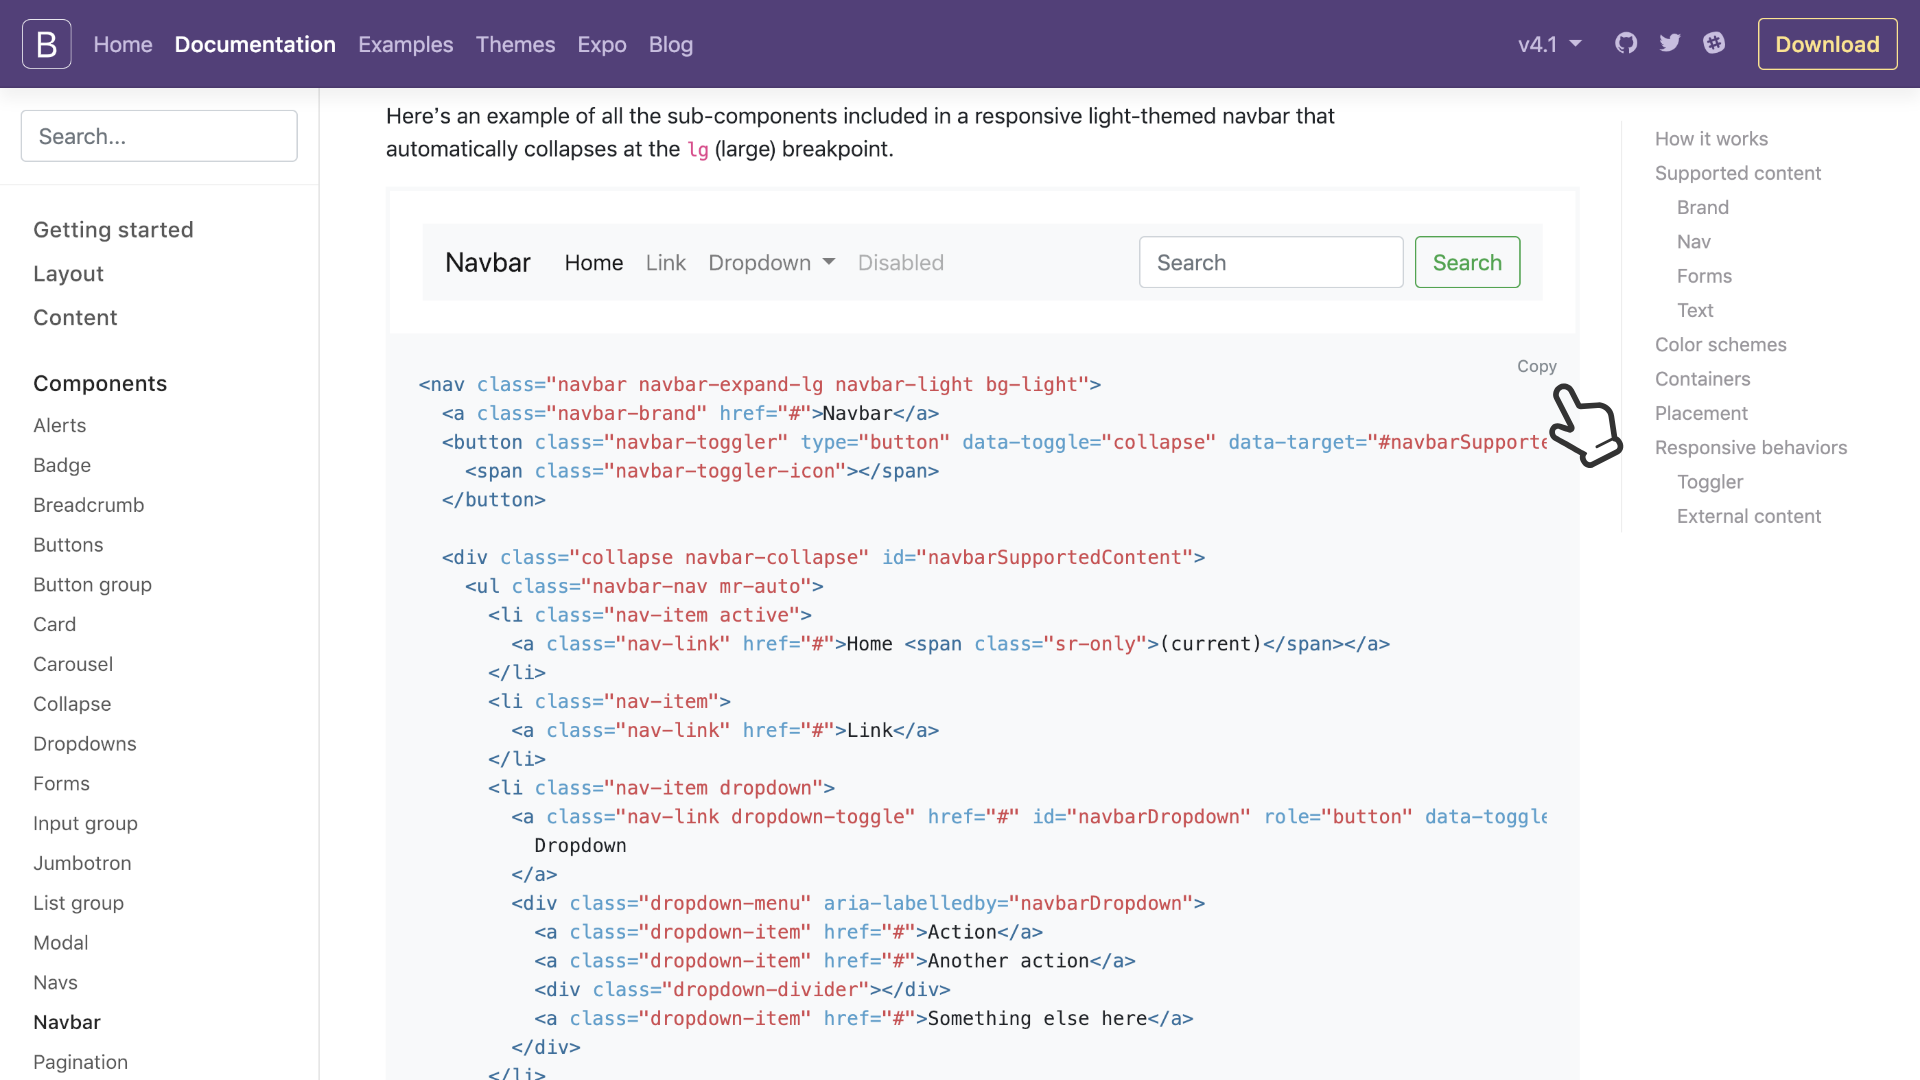 B Home Documentation Examples Themes Expo Blog v4.1 Download
Search...
Getting started
Layout
Content
Components
Alerts
Badge
Breadcrumb
Buttons
Button group
Card
Carousel
Collapse
Dropdowns
Forms
Input group
Jumbotron
List group
Modal
Navs
Navbar
Pagination
Here’s an example of all the sub-components included in a responsive light-themed navbar that
automatically collapses at the lg (large) breakpoint.
Navbar Home Link Dropdown Disabled Search Search
Copy
<nav class="navbar navbar-expand-lg navbar-light bg-light">
  <a class="navbar-brand" href="#">Navbar</a>
  <button class="navbar-toggler" type="button" data-toggle="collapse" data-target="#navbarSupporte
    <span class="navbar-toggler-icon"></span>
  </button>
  <div class="collapse navbar-collapse" id="navbarSupportedContent">
    <ul class="navbar-nav mr-auto">
      <li class="nav-item active">
        <a class="nav-link" href="#">Home <span class="sr-only">(current)</span></a>
      </li>
      <li class="nav-item">
        <a class="nav-link" href="#">Link</a>
      </li>
      <li class="nav-item dropdown">
        <a class="nav-link dropdown-toggle" href="#" id="navbarDropdown" role="button" data-toggle
          Dropdown
        </a>
        <div class="dropdown-menu" aria-labelledby="navbarDropdown">
          <a class="dropdown-item" href="#">Action</a>
          <a class="dropdown-item" href="#">Another action</a>
          <div class="dropdown-divider"></div>
          <a class="dropdown-item" href="#">Something else here</a>
        </div>
      </li>
How it works
Supported content
Brand
Nav
Forms
Text
Color schemes
Containers
Placement
Responsive behaviors
Toggler
External content